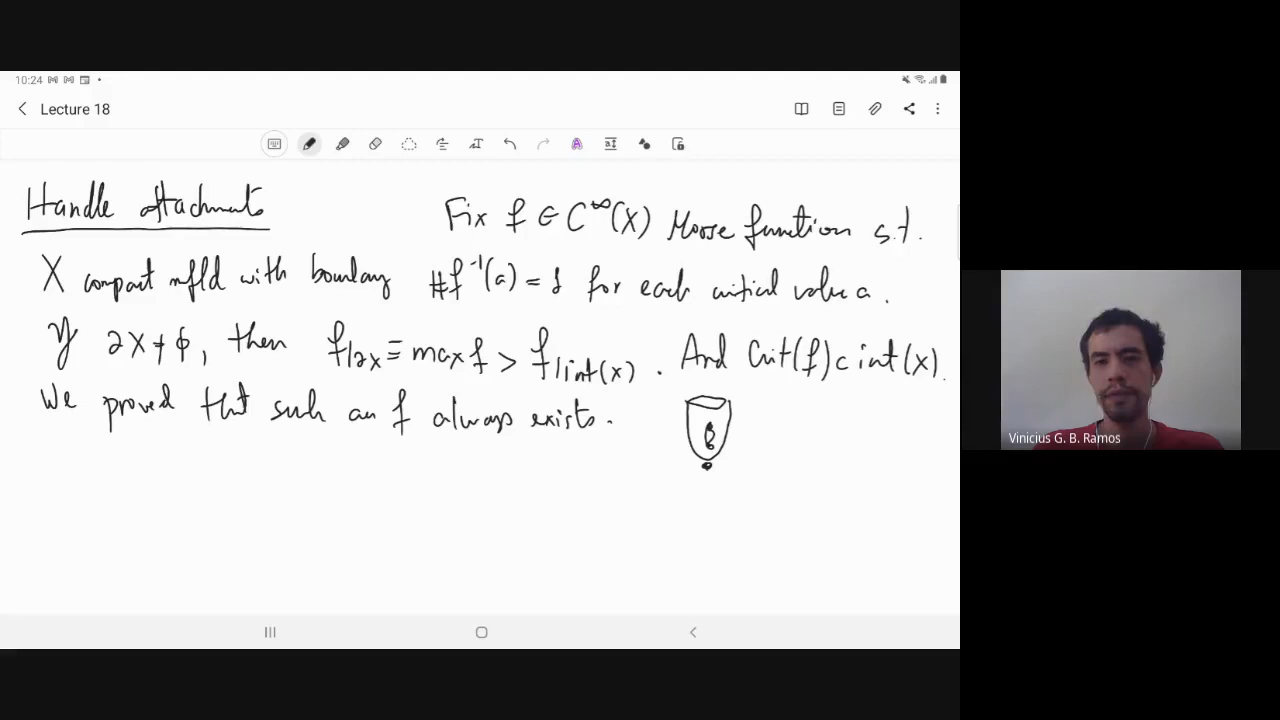 10:24
Lecture 18
Handle attachments
Fix f ∈ C^∞(X) Morse function s.t.
X compact mfld with boundary #f^-1(a) = 1 for each critical value a.
If ∂X ≠ ϕ, then f|∂X ≡ max f > f|int(X). And Crit(f) ⊂ int(X).
We proved that such an f always exists.
Vinicius G. B. Ramos